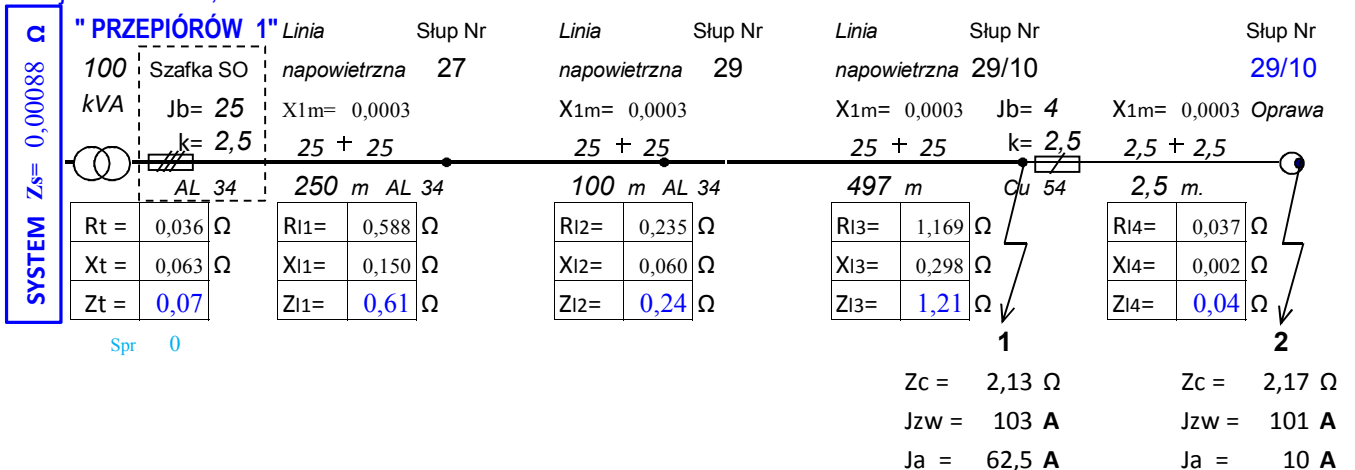 SYSTEM Zs= 0,00088 Ω
" PRZEPIÓRÓW 1" Linia Słup Nr Linia Słup Nr Linia Słup Nr Słup Nr
100 Szafka SO napowietrzna 27 napowietrzna 29 napowietrzna 29/10 29/10
kVA Jb= 25 X1m= 0,0003 X1m= 0,0003 X1m= 0,0003 Jb= 4 X1m= 0,0003 Oprawa
k= 2,5 25 + 25 25 + 25 25 + 25 k= 2,5 2,5 + 2,5
AL 34 250 m AL 34 100 m AL 34 497 m Cu 54 2,5 m.
Rt = 0,036 Ω Rl1= 0,588 Ω Rl2= 0,235 Ω Rl3= 1,169 Ω Rl4= 0,037 Ω
Xt = 0,063 Ω Xl1= 0,150 Ω Xl2= 0,060 Ω Xl3= 0,298 Ω Xl4= 0,002 Ω
Zt = 0,07 Zl1= 0,61 Ω Zl2= 0,24 Ω Zl3= 1,21 Ω Zl4= 0,04 Ω
Spr 0 1 2
Zc = 2,13 Ω Zc = 2,17 Ω
Jzw = 103 A Jzw = 101 A
Ja = 62,5 A Ja = 10 A